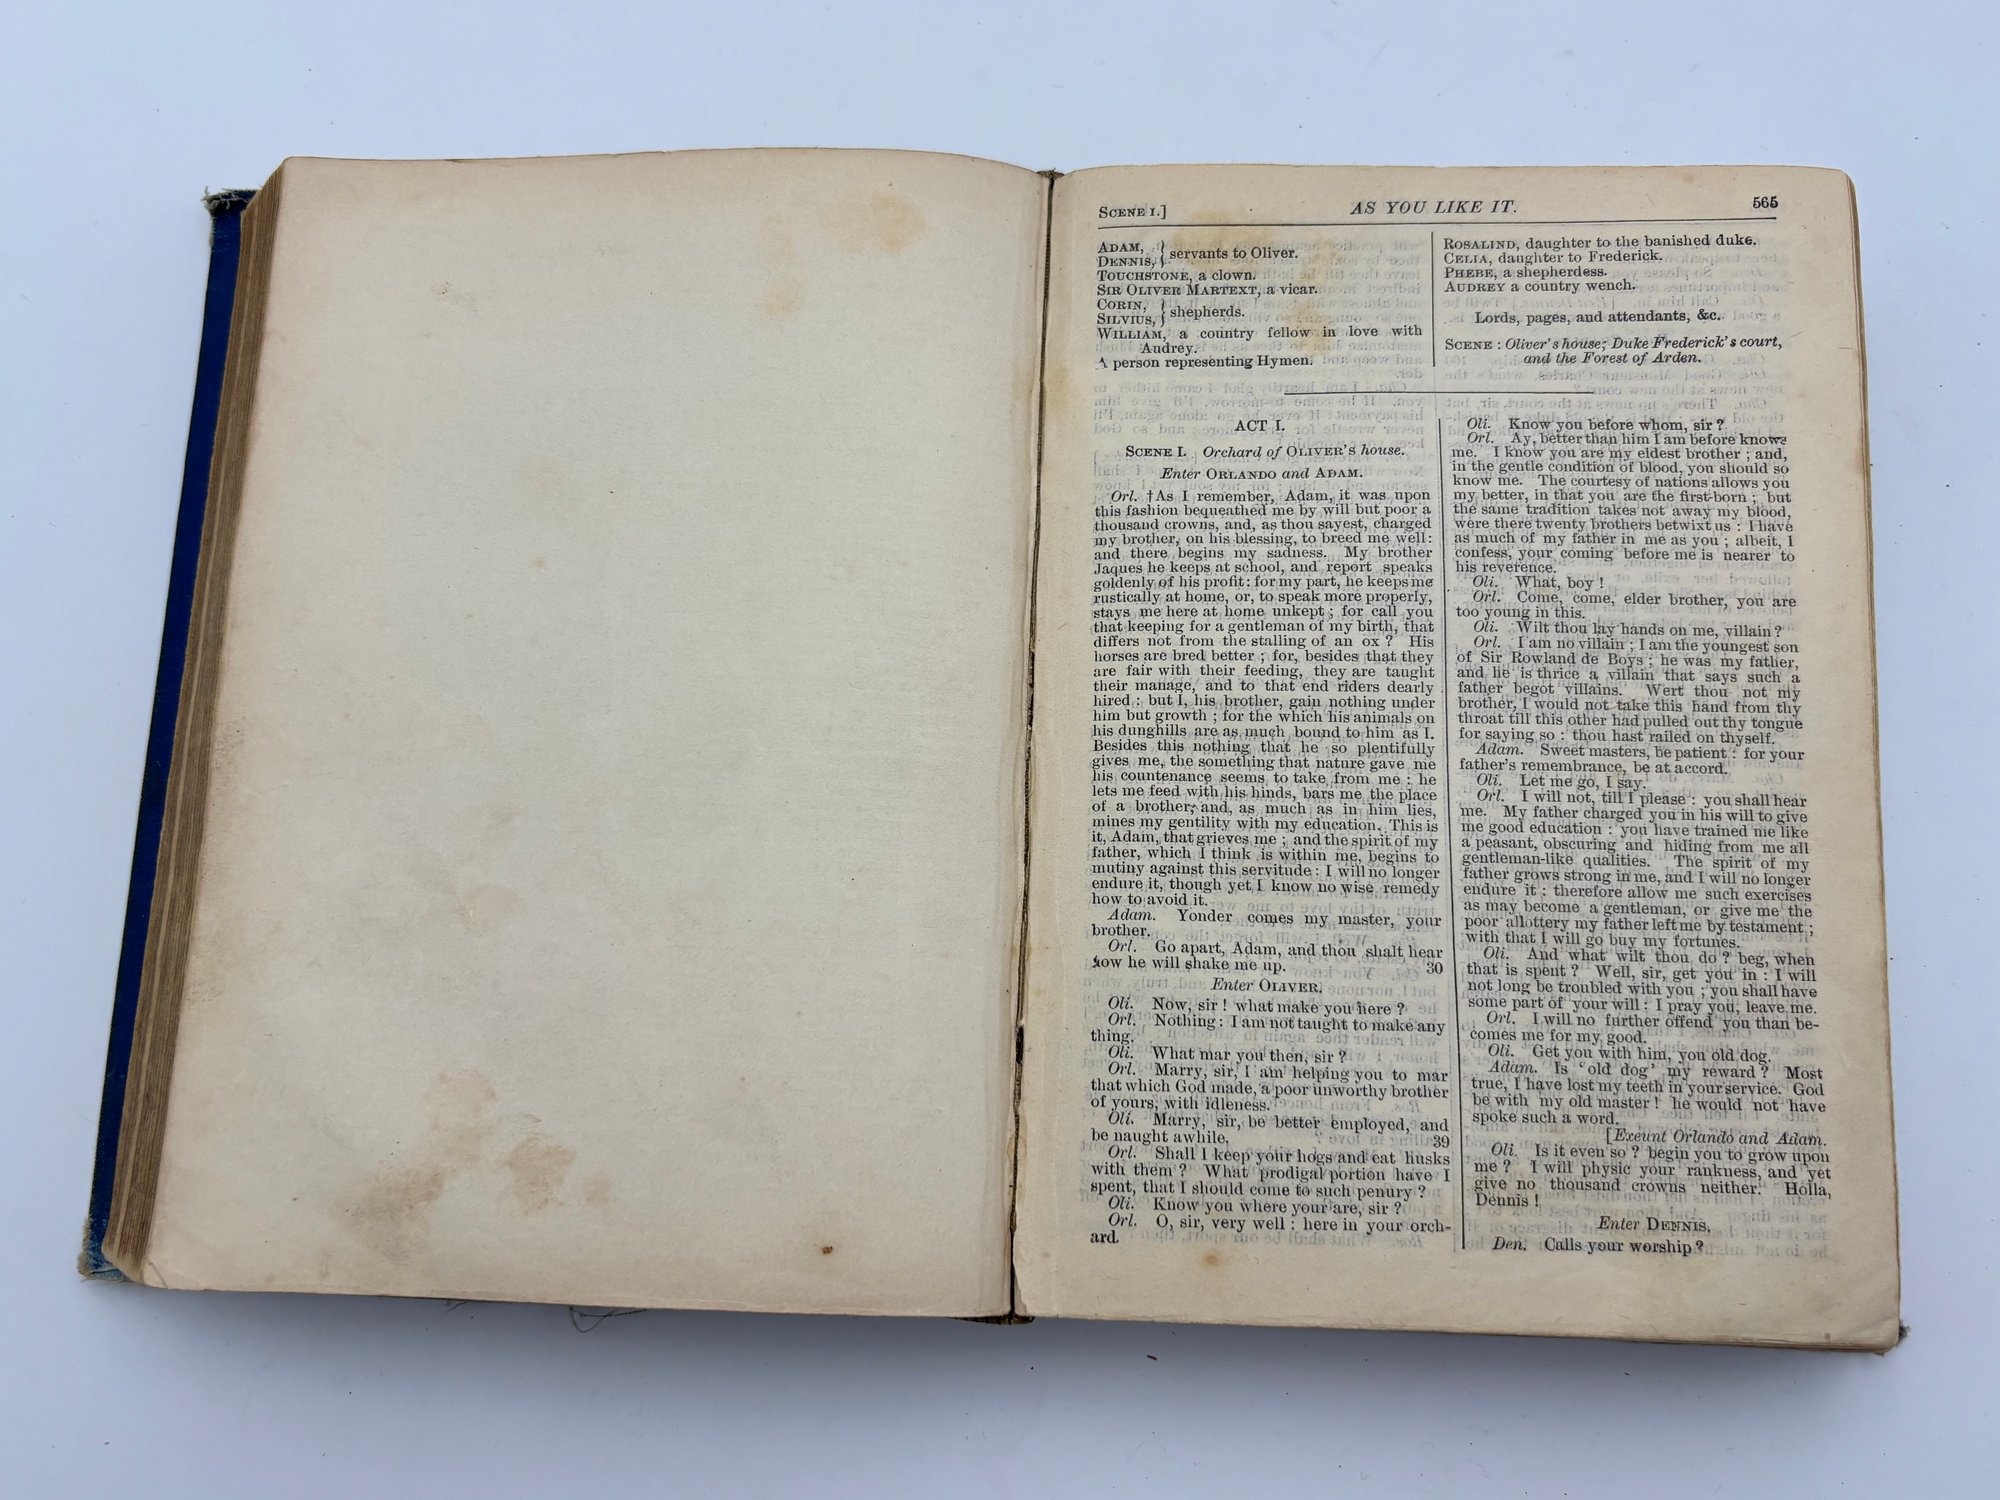 SCENE I.] AS YOU LIKE IT. 565
ADAM,
DENNIS, } servants to Oliver.
TOUCHSTONE, a clown.
SIR OLIVER MARTEXT, a vicar.
CORIN,
SILVIUS, } shepherds.
WILLIAM, a country fellow in love with
Audrey.
A person representing Hymen.
ROSALIND, daughter to the banished duke.
CELIA, daughter to Frederick.
PHEBE, a shepherdess.
AUDREY a country wench.
Lords, pages, and attendants, &c.
SCENE : Oliver's house; Duke Frederick's court,
and the Forest of Arden.
ACT I.
SCENE I. Orchard of OLIVER'S house.
Enter ORLANDO and ADAM.
Orl. †As I remember, Adam, it was upon
this fashion bequeathed me by will but poor a
thousand crowns, and, as thou sayest, charged
my brother, on his blessing, to breed me well:
and there begins my sadness. My brother
Jaques he keeps at school, and report speaks
goldenly of his profit: for my part, he keeps me
rustically at home, or, to speak more properly,
stays me here at home unkept ; for call you
that keeping for a gentleman of my birth, that
differs not from the stalling of an ox ? His
horses are bred better ; for, besides that they
are fair with their feeding, they are taught
their manage, and to that end riders dearly
hired : but I, his brother, gain nothing under
him but growth ; for the which his animals on
his dunghills are as much bound to him as I.
Besides this nothing that he so plentifully
gives me, the something that nature gave me
his countenance seems to take from me : he
lets me feed with his hinds, bars me the place
of a brother, and, as much as in him lies,
mines my gentility with my education. This is
it, Adam, that grieves me ; and the spirit of my
father, which I think is within me, begins to
mutiny against this servitude : I will no longer
endure it, though yet I know no wise remedy
how to avoid it.
Adam. Yonder comes my master, your
brother.
Orl. Go apart, Adam, and thou shalt hear
how he will shake me up. 30
Enter OLIVER.
Oli. Now, sir ! what make you here ?
Orl. Nothing : I am not taught to make any
thing.
Oli. What mar you then, sir ?
Orl. Marry, sir, I am helping you to mar
that which God made, a poor unworthy brother
of yours, with idleness.
Oli. Marry, sir, be better employed, and
be naught awhile. 39
Orl. Shall I keep your hogs and eat husks
with them ? What prodigal portion have I
spent, that I should come to such penury ?
Oli. Know you where your are, sir ?
Orl. O, sir, very well : here in your orch-
ard.
Oli. Know you before whom, sir ?
Orl. Ay, better than him I am before knows
me. I know you are my eldest brother ; and,
in the gentle condition of blood, you should so
know me. The courtesy of nations allows you
my better, in that you are the first-born ; but
the same tradition takes not away my blood,
were there twenty brothers betwixt us : I have
as much of my father in me as you ; albeit, I
confess, your coming before me is nearer to
his reverence.
Oli. What, boy !
Orl. Come, come, elder brother, you are
too young in this.
Oli. Wilt thou lay hands on me, villain ?
Orl. I am no villain ; I am the youngest son
of Sir Rowland de Boys ; he was my father,
and he is thrice a villain that says such a
father begot villains. Wert thou not my
brother, I would not take this hand from thy
throat till this other had pulled out thy tongue
for saying so : thou hast railed on thyself.
Adam. Sweet masters, be patient : for your
father's remembrance, be at accord.
Oli. Let me go, I say.
Orl. I will not, till I please : you shall hear
me. My father charged you in his will to give
me good education : you have trained me like
a peasant, obscuring and hiding from me all
gentleman-like qualities. The spirit of my
father grows strong in me, and I will no longer
endure it : therefore allow me such exercises
as may become a gentleman, or give me the
poor allottery my father left me by testament ;
with that I will go buy my fortunes.
Oli. And what wilt thou do ? beg, when
that is spent ? Well, sir, get you in : I will
not long be troubled with you ; you shall have
some part of your will : I pray you, leave me.
Orl. I will no further offend you than be-
comes me for my good.
Oli. Get you with him, you old dog.
Adam. Is 'old dog' my reward ? Most
true, I have lost my teeth in your service. God
be with my old master ! he would not have
spoke such a word.
[Exeunt Orlando and Adam.
Oli. Is it even so ? begin you to grow upon
me ? I will physic your rankness, and yet
give no thousand crowns neither. Holla,
Dennis !
Enter DENNIS.
Den. Calls your worship ?